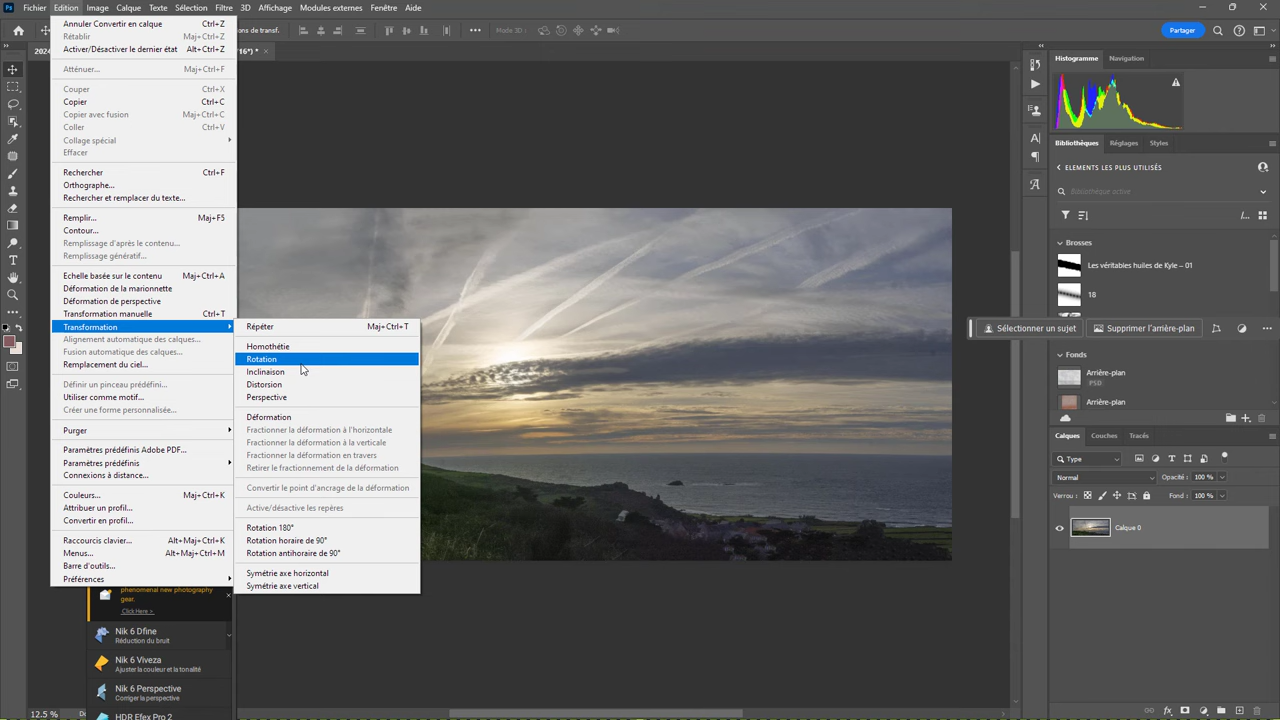 Fichier Edition Image Calque Texte Sélection Filtre 3D Affichage Modules externes Fenêtre Aide
ons de transf.
Mode 3D :
Partager
2024
16*) *
Annuler Convertir en calque Ctrl+Z
Rétablir Maj+Ctrl+Z
Activer/Désactiver le dernier état Alt+Ctrl+Z
Atténuer... Maj+Ctrl+F
Couper Ctrl+X
Copier Ctrl+C
Copier avec fusion Maj+Ctrl+C
Coller Ctrl+V
Collage spécial
Effacer
Rechercher Ctrl+F
Orthographe...
Rechercher et remplacer du texte...
Remplir... Maj+F5
Contour...
Remplissage d'après le contenu...
Remplissage génératif...
Echelle basée sur le contenu Maj+Ctrl+A
Déformation de la marionnette
Déformation de perspective
Transformation manuelle Ctrl+T
Transformation
Alignement automatique des calques...
Fusion automatique des calques...
Remplacement du ciel...
Définir un pinceau prédéfini...
Utiliser comme motif...
Créer une forme personnalisée...
Purger
Paramètres prédéfinis Adobe PDF...
Paramètres prédéfinis
Connexions à distance...
Couleurs... Maj+Ctrl+K
Attribuer un profil...
Convertir en profil...
Raccourcis clavier... Alt+Maj+Ctrl+K
Menus... Alt+Maj+Ctrl+M
Barre d'outils...
Préférences
Répéter Maj+Ctrl+T
Homothétie
Rotation
Inclinaison
Distorsion
Perspective
Déformation
Fractionner la déformation à l'horizontale
Fractionner la déformation à la verticale
Fractionner la déformation en travers
Retirer le fractionnement de la déformation
Convertir le point d'ancrage de la déformation
Active/désactive les repères
Rotation 180°
Rotation horaire de 90°
Rotation antihoraire de 90°
Symétrie axe horizontal
Symétrie axe vertical
phenomenal new photography
gear.
Click Here >
Nik 6 Dfine
Réduction du bruit
Nik 6 Viveza
Ajuster la couleur et la tonalité
Nik 6 Perspective
Corriger la perspective
HDR Efex Pro 2
12.5 %
Sélectionner un sujet
Supprimer l'arrière-plan
Histogramme Navigation
Bibliothèques Réglages Styles
ELEMENTS LES PLUS UTILISÉS
Bibliothèque active
Brosses
Les véritables huiles de Kyle – 01
18
Fonds
Arrière-plan
PSD
Arrière-plan
Calques Couches Tracés
Type
Normal Opacité : 100 %
Verrou : Fond : 100 %
Calque 0